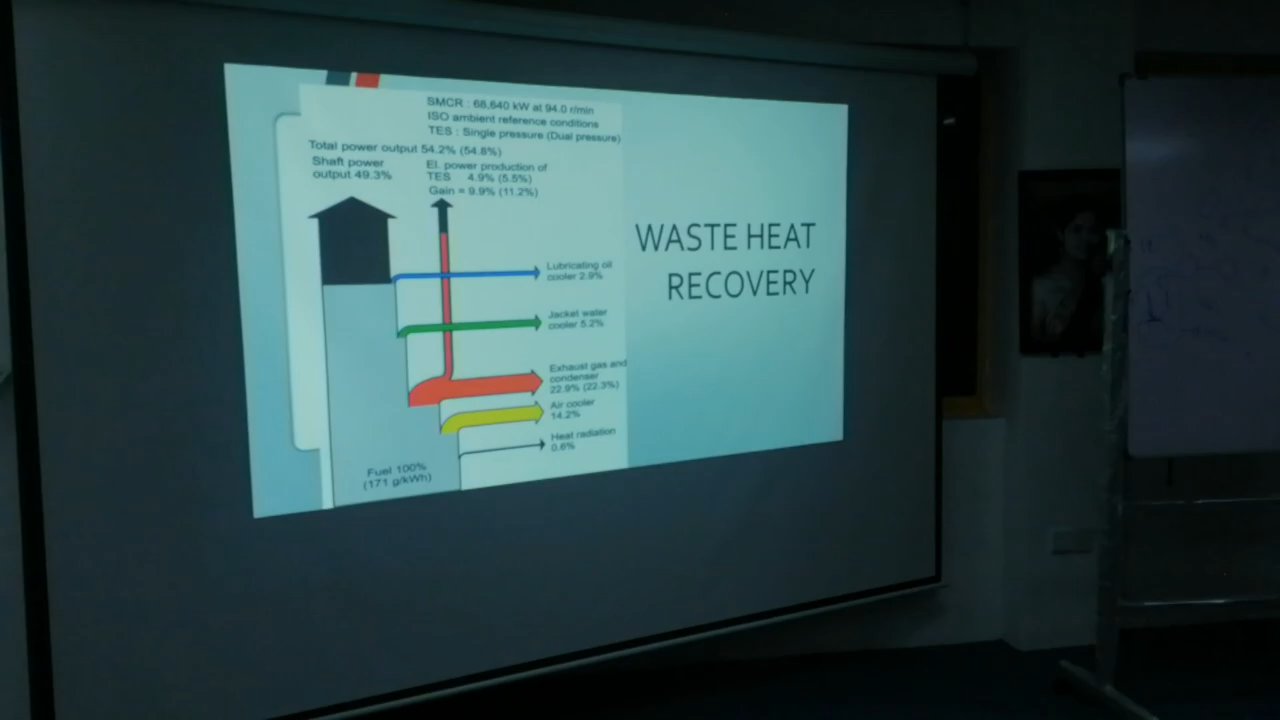 SMCR : 68,640 kW at 94.0 r/min
ISO ambient reference conditions
TES : Single pressure (Dual pressure)
Total power output 54.2% (54.8%)
Shaft power
output 49.3%
El. power production of
TES 4.9% (5.5%)
Gain = 9.9% (11.2%)
WASTE HEAT
RECOVERY
Lubricating oil
cooler 2.9%
Jacket water
cooler 5.2%
Exhaust gas and
condenser
22.9% (22.3%)
Air cooler
14.2%
Heat radiation
0.6%
Fuel 100%
(171 g/kWh)